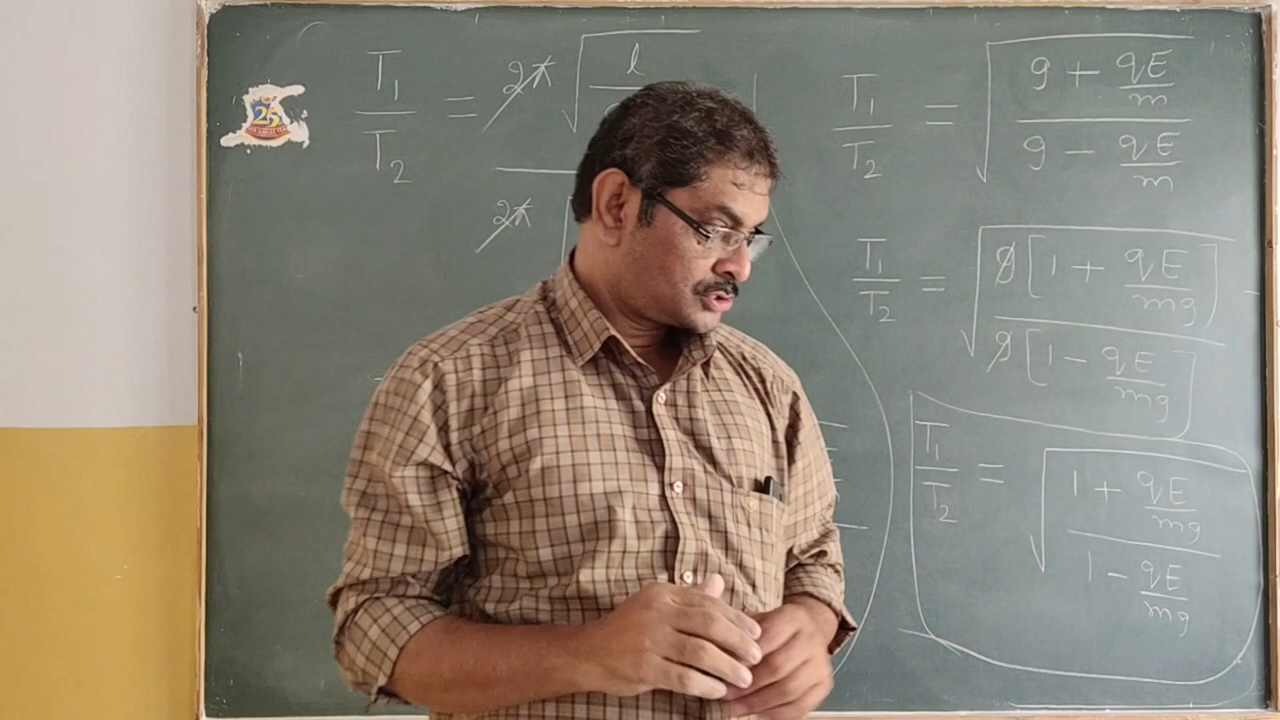 25
T₁/T₂ = 2π √(l/
2π
T₁/T₂ = √((g + qE/m)/(g - qE/m))
T₁/T₂ = √(g[1 + qE/mg]/g[1 - qE/mg])
T₁/T₂ = √((1 + qE/mg)/(1 - qE/mg))